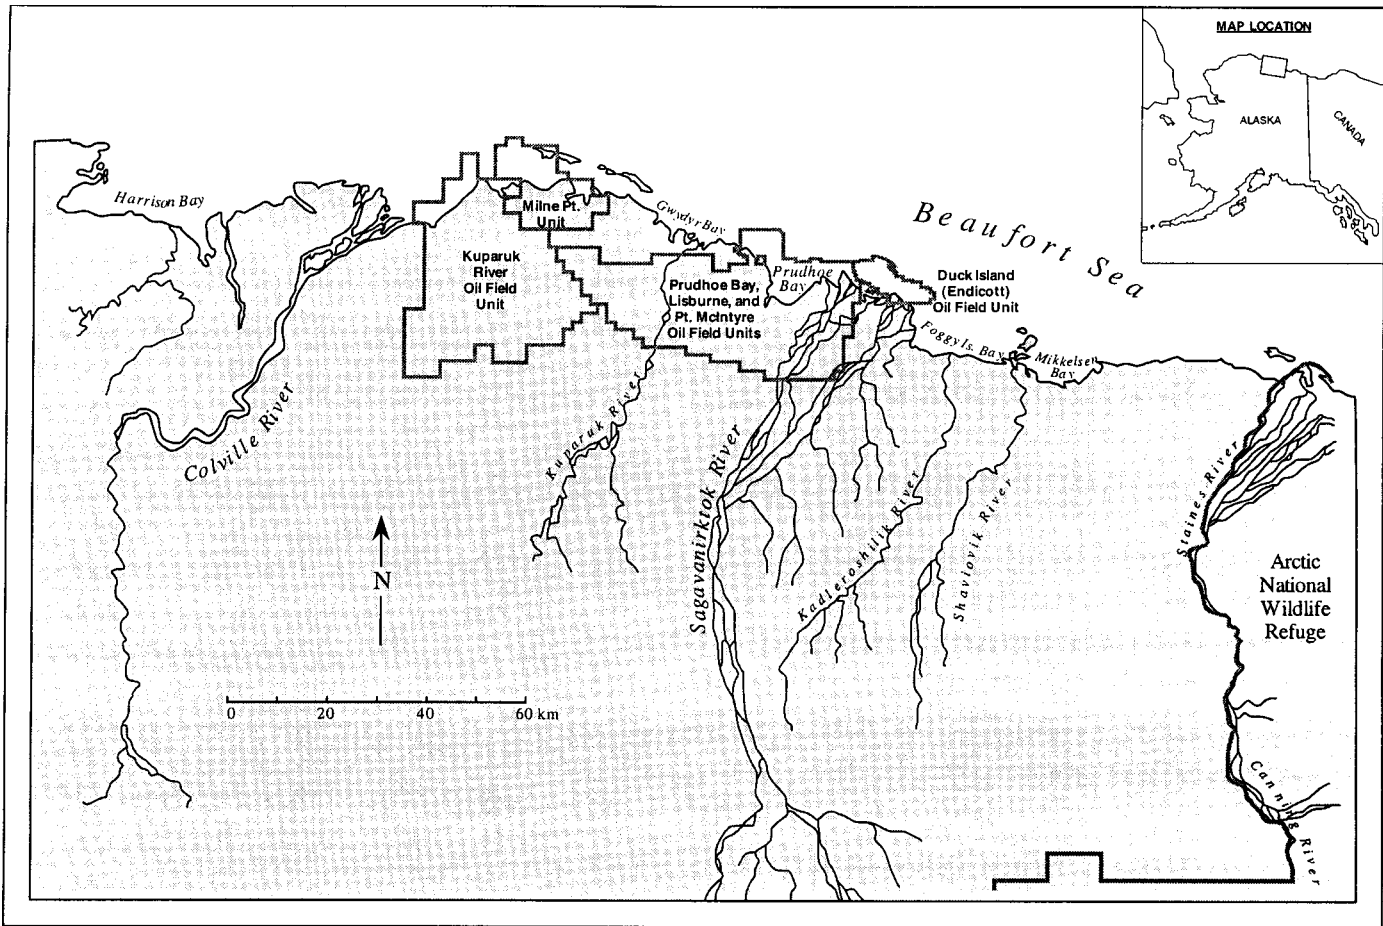 MAP LOCATION
ALASKA
CANADA
Beaufort Sea
Harrison Bay
Milne Pt.
Unit
Gwydyr Bay
Kuparuk
River
Oil Field
Unit
Prudhoe
Bay
Prudhoe Bay,
Lisburne, and
Pt. McIntyre
Oil Field Units
Duck Island
(Endicott)
Oil Field Unit
Foggy Is. Bay
Mikkelsen
Bay
Colville River
Kuparuk River
Sagavanirktok River
Kadleroshilik River
Shaviovik River
Staines River
Arctic
National
Wildlife
Refuge
N
0 20 40 60 km
Canning River